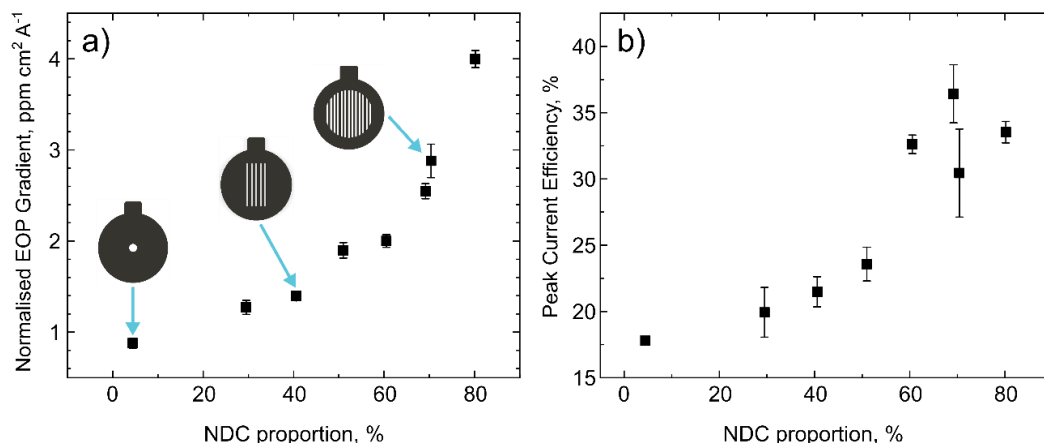 a)
Normalised EOP Gradient, ppm cm² A⁻¹
4
3
2
1
0 20 40 60 80
NDC proportion, %
b)
Peak Current Efficiency, %
40
35
30
25
20
15
0 20 40 60 80
NDC proportion, %